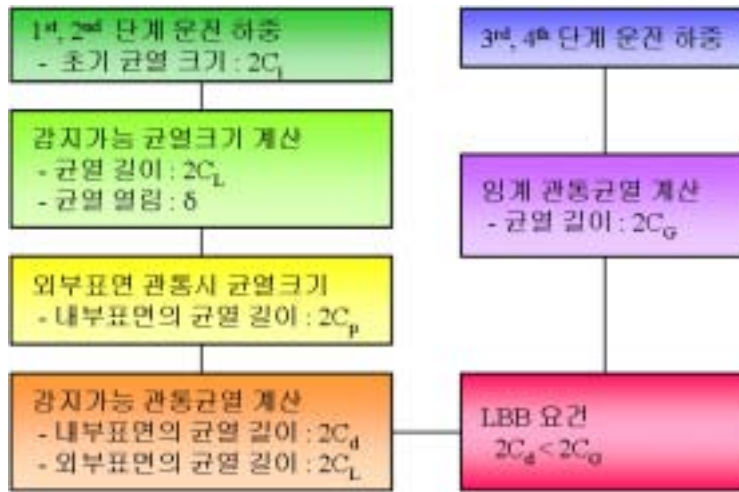 1st, 2nd 단계 운전 하중
- 초기 균열 크기 : 2Ci
감지가능 균열크기 계산
- 균열 길이 : 2CL
- 균열 열림 : δ
외부표면 관통시 균열크기
- 내부표면의 균열 길이 : 2Cp
감지가능 관통균열 계산
- 내부표면의 균열 길이 : 2Cd
- 외부표면의 균열 길이 : 2CL
3rd, 4th 단계 운전 하중
임계 관통균열 계산
- 균열 길이 : 2CG
LBB 요건
2Cd < 2CG